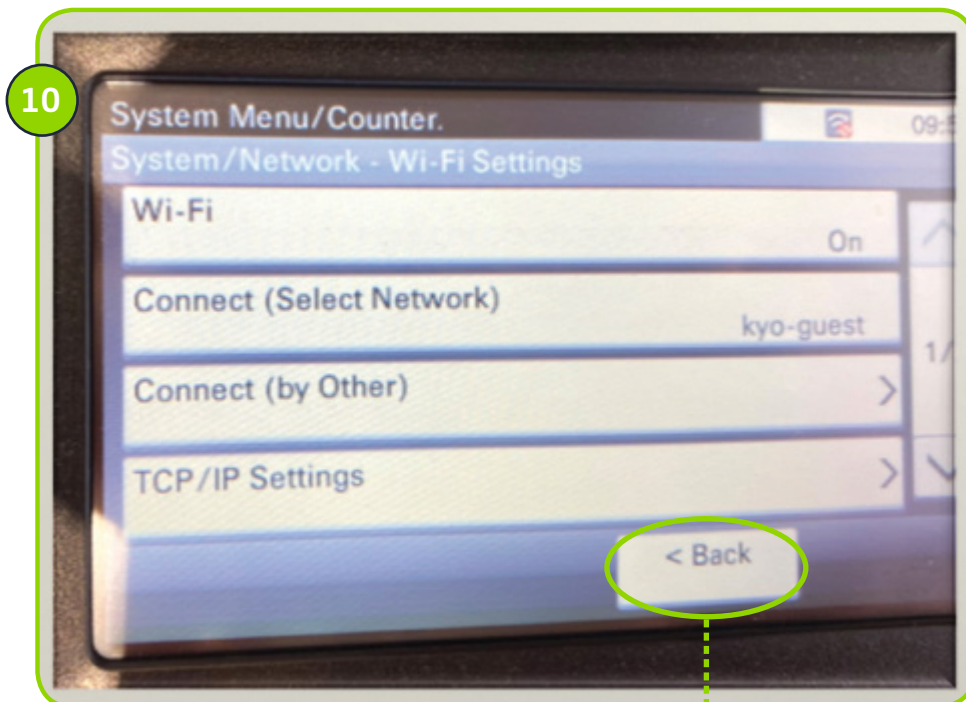 10
System Menu/Counter.
09:5
System/Network - Wi-Fi Settings
Wi-Fi
On
Connect (Select Network)
kyo-guest
1/
Connect (by Other)
>
TCP/IP Settings
>
< Back